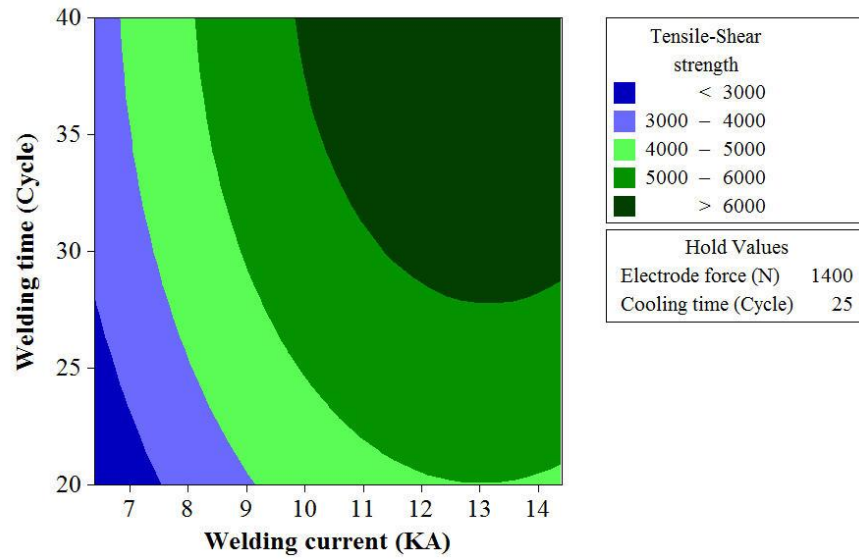 40
35
30
25
20
Welding time (Cycle)
7 8 9 10 11 12 13 14
Welding current (KA)
Tensile-Shear
strength
< 3000
3000 – 4000
4000 – 5000
5000 – 6000
> 6000
Hold Values
Electrode force (N) 1400
Cooling time (Cycle) 25